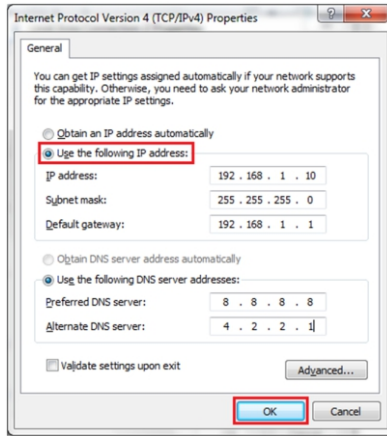 Internet Protocol Version 4 (TCP/IPv4) Properties
General
You can get IP settings assigned automatically if your network supports
this capability. Otherwise, you need to ask your network administrator
for the appropriate IP settings.
Obtain an IP address automatically
Use the following IP address:
IP address: 192 . 168 . 1 . 10
Subnet mask: 255 . 255 . 255 . 0
Default gateway: 192 . 168 . 1 . 1
Obtain DNS server address automatically
Use the following DNS server addresses:
Preferred DNS server: 8 . 8 . 8 . 8
Alternate DNS server: 4 . 2 . 2 . 1
Validate settings upon exit
Advanced...
OK Cancel